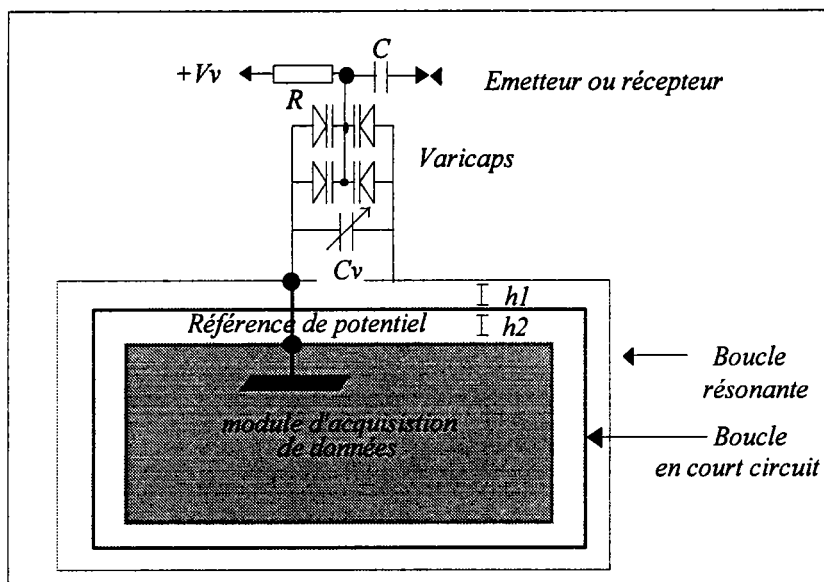 C
+Vv
R
Emetteur ou récepteur
Varicaps
Cv
h1
Référence de potentiel
h2
Boucle
résonante
module d'acquisistion
de données
Boucle
en court circuit